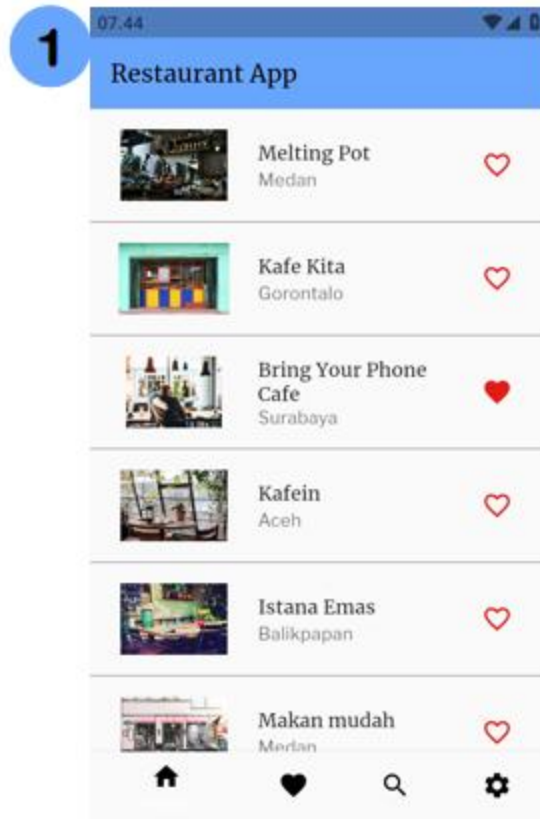 1
07.44
Restaurant App
Melting Pot
Medan
Kafe Kita
Gorontalo
Bring Your Phone
Cafe
Surabaya
Kafein
Aceh
Istana Emas
Balikpapan
Makan mudah
Medan